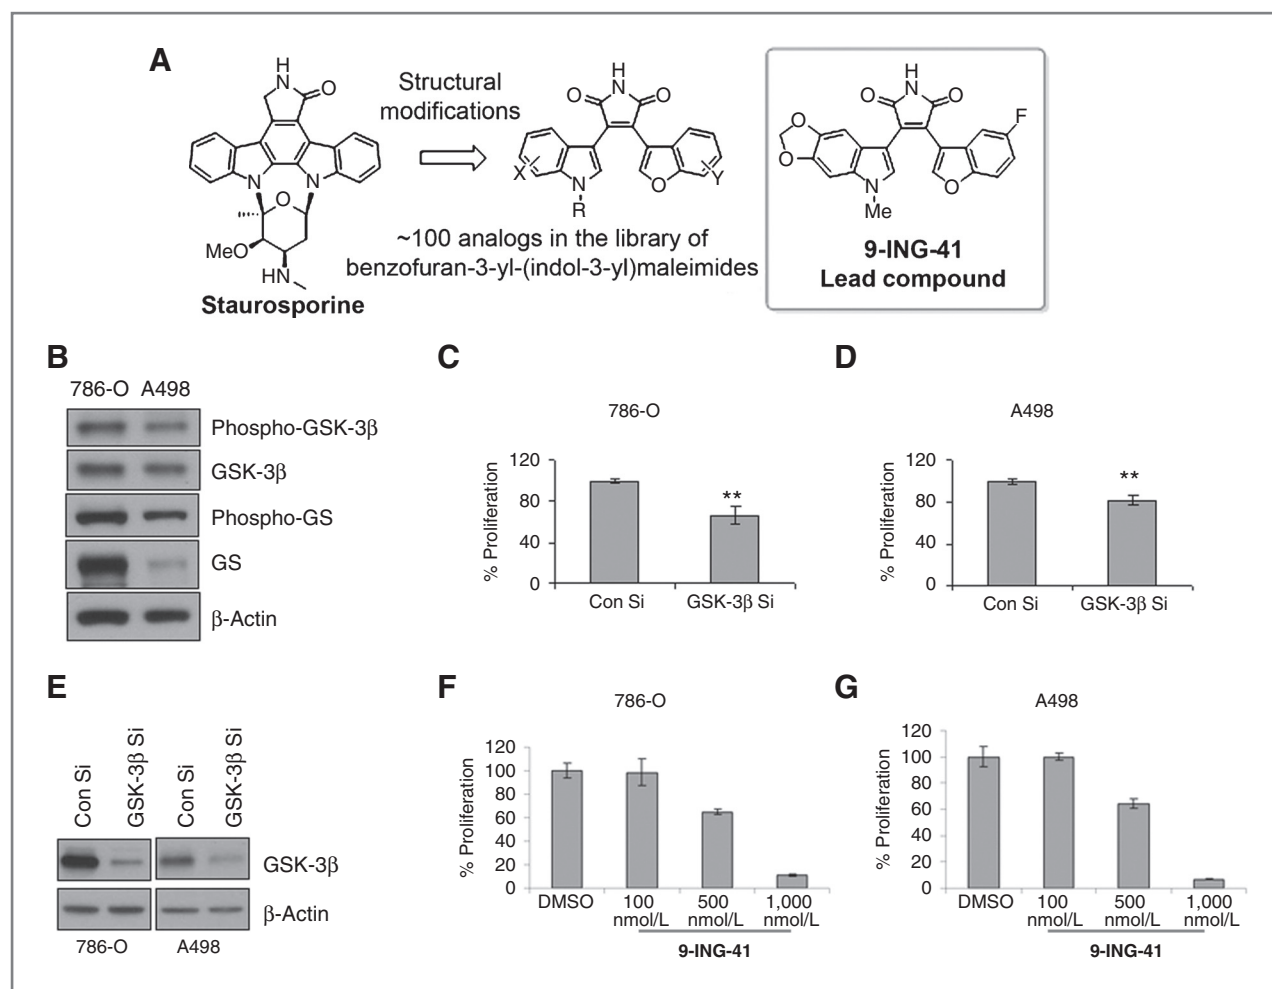 A
Structural
modifications
H
N
O
N
N
O
MeO
HN
Staurosporine
H
N
O
O
X
N
R
O
Y
~100 analogs in the library of
benzofuran-3-yl-(indol-3-yl)maleimides
H
N
O
O
O
O
F
N
Me
O
9-ING-41
Lead compound
B
786-O A498
Phospho-GSK-3β
GSK-3β
Phospho-GS
GS
β-Actin
C
786-O
% Proliferation
120
80
40
0
**
Con Si
GSK-3β Si
D
A498
% Proliferation
120
80
40
0
**
Con Si
GSK-3β Si
E
Con Si
GSK-3β Si
Con Si
GSK-3β Si
GSK-3β
β-Actin
786-O
A498
F
786-O
% Proliferation
120
100
80
60
40
20
0
DMSO
100
nmol/L
500
nmol/L
1,000
nmol/L
9-ING-41
G
A498
% Proliferation
120
100
80
60
40
20
0
DMSO
100
nmol/L
500
nmol/L
1,000
nmol/L
9-ING-41